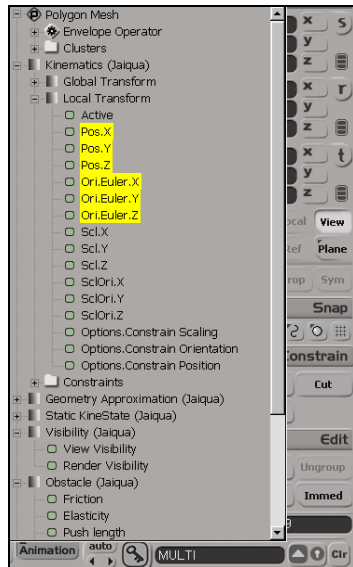 Polygon Mesh
Envelope Operator
Clusters
Kinematics (Jaiqua)
Global Transform
Local Transform
Active
Pos.X
Pos.Y
Pos.Z
Ori.Euler.X
Ori.Euler.Y
Ori.Euler.Z
Scl.X
Scl.Y
Scl.Z
SclOri.X
SclOri.Y
SclOri.Z
Options.Constrain Scaling
Options.Constrain Orientation
Options.Constrain Position
Constraints
Geometry Approximation (Jaiqua)
Static KineState (Jaiqua)
Visibility (Jaiqua)
View Visibility
Render Visibility
Obstacle (Jaiqua)
Friction
Elasticity
Push length
x s
y
z
x r
y
z
x t
y
z
View
Plane
Sym
Snap
Constrain
Cut
Edit
Ungroup
Immed
Animation auto MULTI Clr